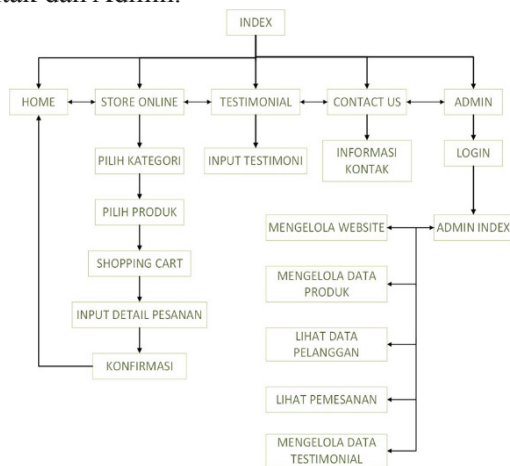 dan Admin.
INDEX
HOME
STORE ONLINE
TESTIMONIAL
CONTACT US
ADMIN
PILIH KATEGORI
INPUT TESTIMONI
INFORMASI
KONTAK
LOGIN
PILIH PRODUK
MENGELOLA WEBSITE
ADMIN INDEX
SHOPPING CART
MENGELOLA DATA
PRODUK
INPUT DETAIL PESANAN
LIHAT DATA
PELANGGAN
KONFIRMASI
LIHAT PEMESANAN
MENGELOLA DATA
TESTIMONIAL